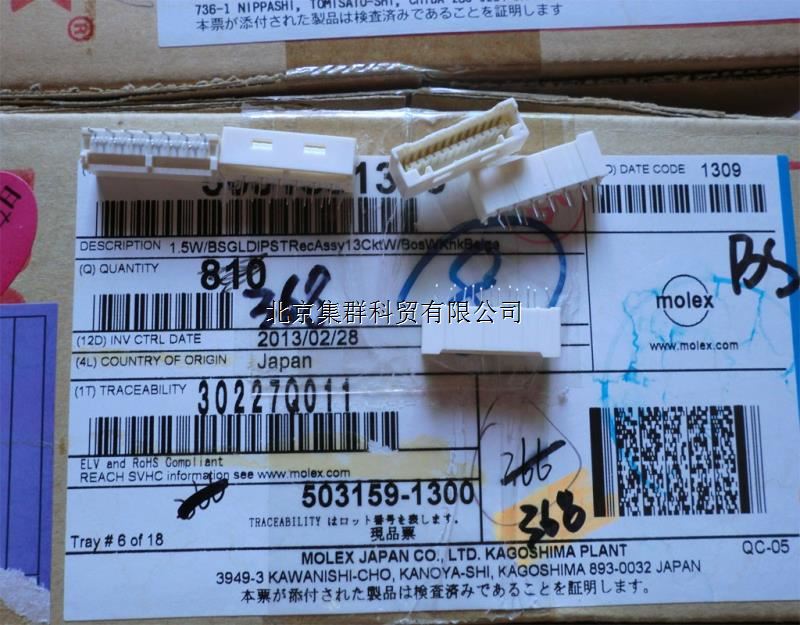 736-1 NIPPASHI, TOMISATO-SHI, CHIBA
本票が添付された製品は検査済みであることを証明します
DATE CODE 1309
DESCRIPTION 1.5W/BSGLDIPSTRecAssy13CktW/BosWKnkBeige
(Q) QUANTITY 810
367
BS
北京集群科贸有限公司
molex
www.molex.com
(12D) INV CTRL DATE 2013/02/28
(4L) COUNTRY OF ORIGIN Japan
(1T) TRACEABILITY 30227Q011
ELV and RoHS Compliant
REACH SVHC information see www.molex.com
366
368
503159-1300
TRACEABILITY はロット番号を表します。
現品票
Tray # 6 of 18
MOLEX JAPAN CO., LTD. KAGOSHIMA PLANT
QC-05
3949-3 KAWANISHI-CHO, KANOYA-SHI, KAGOSHIMA 893-0032 JAPAN
本票が添付された製品は検査済みであることを証明します。